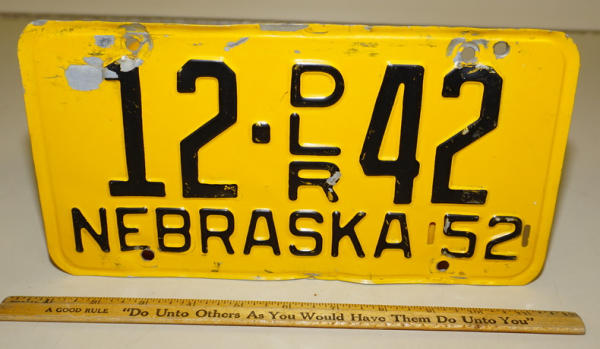 12·DLR 42
NEBRASKA 52
A GOOD RULE "Do Unto Others As You Would Have Them Do Unto You"